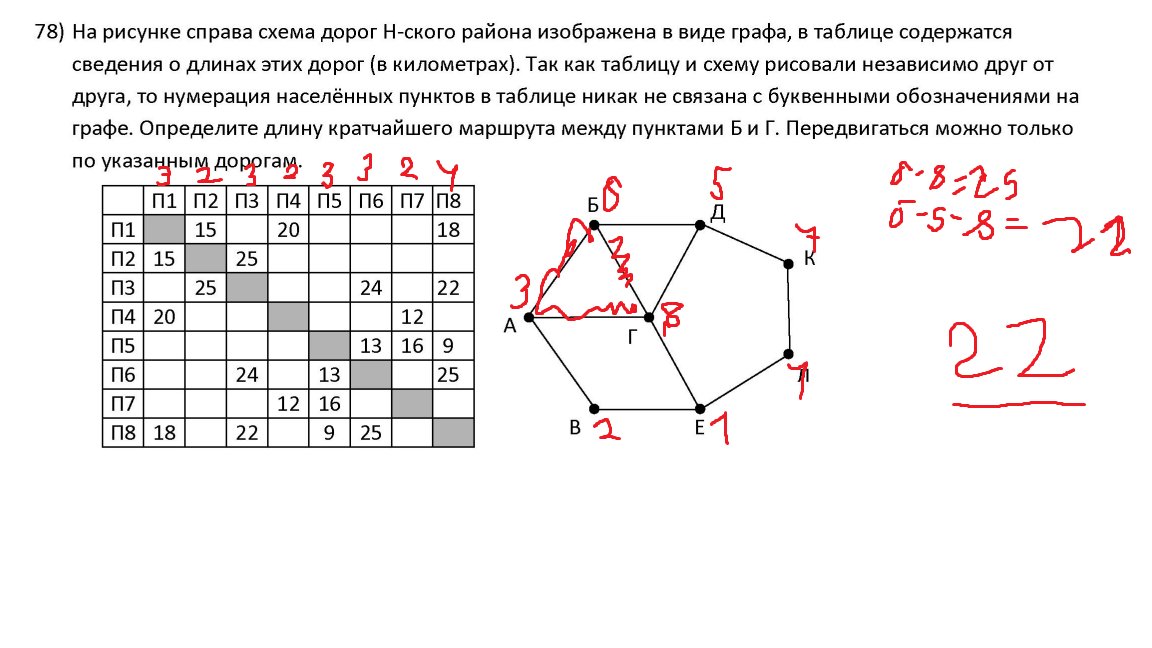 78) На рисунке справа схема дорог Н-ского района изображена в виде графа, в таблице содержатся
сведения о длинах этих дорог (в километрах). Так как таблицу и схему рисовали независимо друг от
друга, то нумерация населённых пунктов в таблице никак не связана с буквенными обозначениями на
графе. Определите длину кратчайшего маршрута между пунктами Б и Г. Передвигаться можно только
по указанным дорогам.
3 2 3 2 3 3 2 4
П1 П2 П3 П4 П5 П6 П7 П8
П1 15 20 18
П2 15 25
П3 25 24 22
П4 20 12
П5 13 16 9
П6 24 13 25
П7 12 16
П8 18 22 9 25
Б 6
Д 5
К 7
А 3
Г 8
Л
В 2
Е 1
6-8=25
6-5-8=22
22